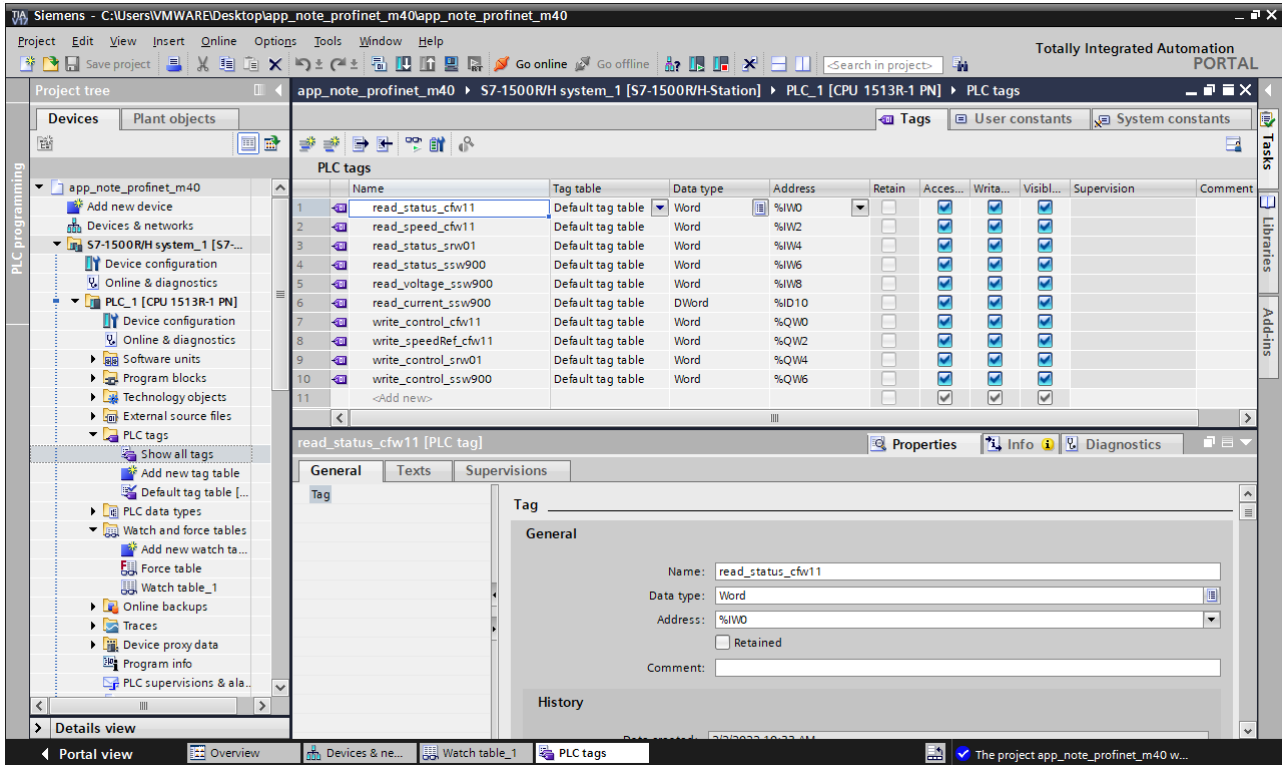 Siemens - C:\Users\VMWARE\Desktop\app_note_profinet_m40\app_note_profinet_m40
Project Edit View Insert Online Options Tools Window Help
Totally Integrated Automation
PORTAL
Save project Go online Go offline <Search in project>
Project tree
app_note_profinet_m40 ▸ S7-1500R/H system_1 [S7-1500R/H-Station] ▸ PLC_1 [CPU 1513R-1 PN] ▸ PLC tags
Devices Plant objects
Tags User constants System constants
PLC programming
Tasks
Libraries
Add-ins
PLC tags
Name Tag table Data type Address Retain Acces... Writa... Visibl... Supervision Comment
1 read_status_cfw11 Default tag table Word %IW0
2 read_speed_cfw11 Default tag table Word %IW2
3 read_status_srw01 Default tag table Word %IW4
4 read_status_ssw900 Default tag table Word %IW6
5 read_voltage_ssw900 Default tag table Word %IW8
6 read_current_ssw900 Default tag table DWord %ID10
7 write_control_cfw11 Default tag table Word %QW0
8 write_speedRef_cfw11 Default tag table Word %QW2
9 write_control_srw01 Default tag table Word %QW4
10 write_control_ssw900 Default tag table Word %QW6
11 <Add new>
app_note_profinet_m40
Add new device
Devices & networks
S7-1500R/H system_1 [S7-...
Device configuration
Online & diagnostics
PLC_1 [CPU 1513R-1 PN]
Device configuration
Online & diagnostics
Software units
Program blocks
Technology objects
External source files
PLC tags
Show all tags
Add new tag table
Default tag table [...
PLC data types
Watch and force tables
Add new watch ta...
Force table
Watch table_1
Online backups
Traces
Device proxy data
Program info
PLC supervisions & ala..
Details view
read_status_cfw11 [PLC tag]
Properties Info Diagnostics
General Texts Supervisions
Tag
Tag
General
Name: read_status_cfw11
Data type: Word
Address: %IW0
Retained
Comment:
History
Portal view Overview Devices & ne... Watch table_1 PLC tags The project app_note_profinet_m40 w...